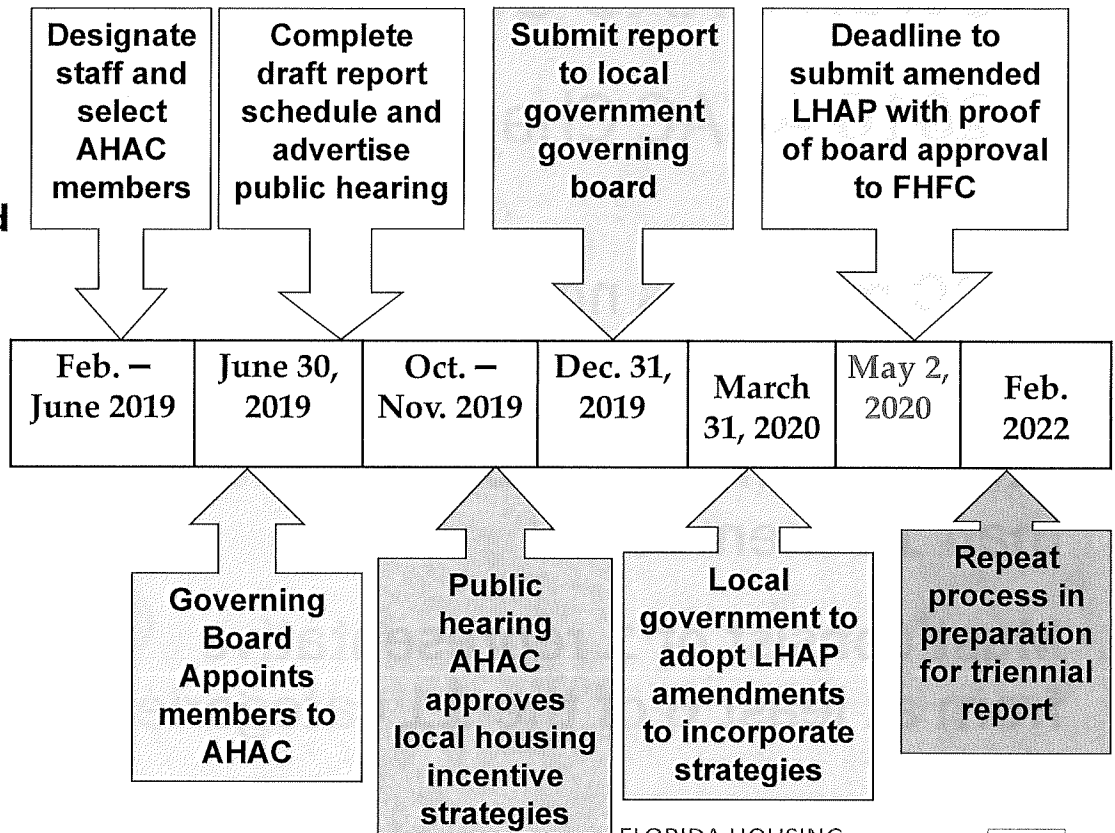 Designate
staff and
select
AHAC
members
Complete
draft report
schedule and
advertise
public hearing
Submit report
to local
government
governing
board
Deadline to
submit amended
LHAP with proof
of board approval
to FHFC
Feb. –
June 2019
June 30,
2019
Oct. –
Nov. 2019
Dec. 31,
2019
March
31, 2020
May 2,
2020
Feb.
2022
Governing
Board
Appoints
members to
AHAC
Public
hearing
AHAC
approves
local housing
incentive
strategies
Local
government to
adopt LHAP
amendments
to incorporate
strategies
Repeat
process in
preparation
for triennial
report
FLORIDA HOUSING